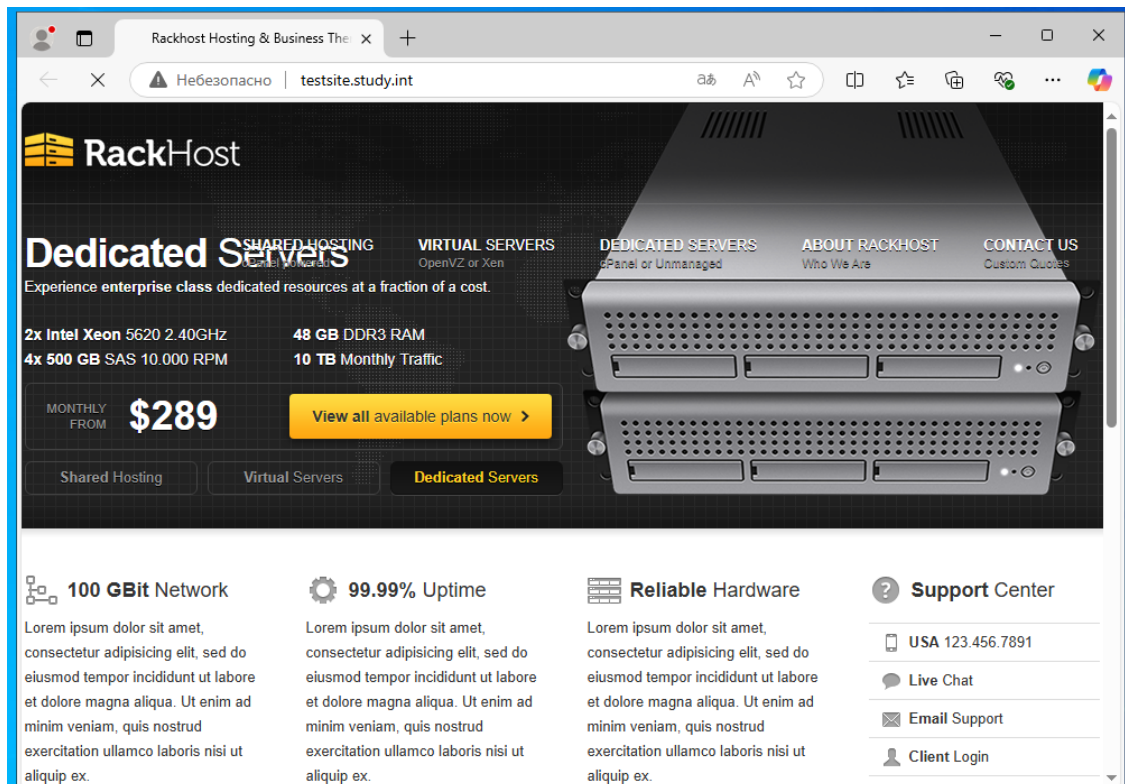 Rackhost Hosting & Business The
Небезопасно testsite.study.int
RackHost
SHARED HOSTING VIRTUAL SERVERS DEDICATED SERVERS ABOUT RACKHOST CONTACT US
cPanel powered OpenVZ or Xen cPanel or Unmanaged Who We Are Custom Quotes
Dedicated Servers
Experience enterprise class dedicated resources at a fraction of a cost.
2x Intel Xeon 5620 2.40GHz 48 GB DDR3 RAM
4x 500 GB SAS 10.000 RPM 10 TB Monthly Traffic
MONTHLY
FROM
$289
View all available plans now
Shared Hosting Virtual Servers Dedicated Servers
100 GBit Network
Lorem ipsum dolor sit amet,
consectetur adipisicing elit, sed do
eiusmod tempor incididunt ut labore
et dolore magna aliqua. Ut enim ad
minim veniam, quis nostrud
exercitation ullamco laboris nisi ut
aliquip ex.
99.99% Uptime
Lorem ipsum dolor sit amet,
consectetur adipisicing elit, sed do
eiusmod tempor incididunt ut labore
et dolore magna aliqua. Ut enim ad
minim veniam, quis nostrud
exercitation ullamco laboris nisi ut
aliquip ex.
Reliable Hardware
Lorem ipsum dolor sit amet,
consectetur adipisicing elit, sed do
eiusmod tempor incididunt ut labore
et dolore magna aliqua. Ut enim ad
minim veniam, quis nostrud
exercitation ullamco laboris nisi ut
aliquip ex.
Support Center
USA 123.456.7891
Live Chat
Email Support
Client Login